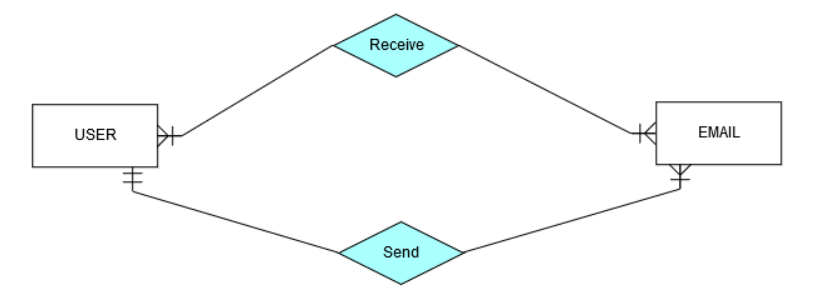 Receive
USER
EMAIL
Send